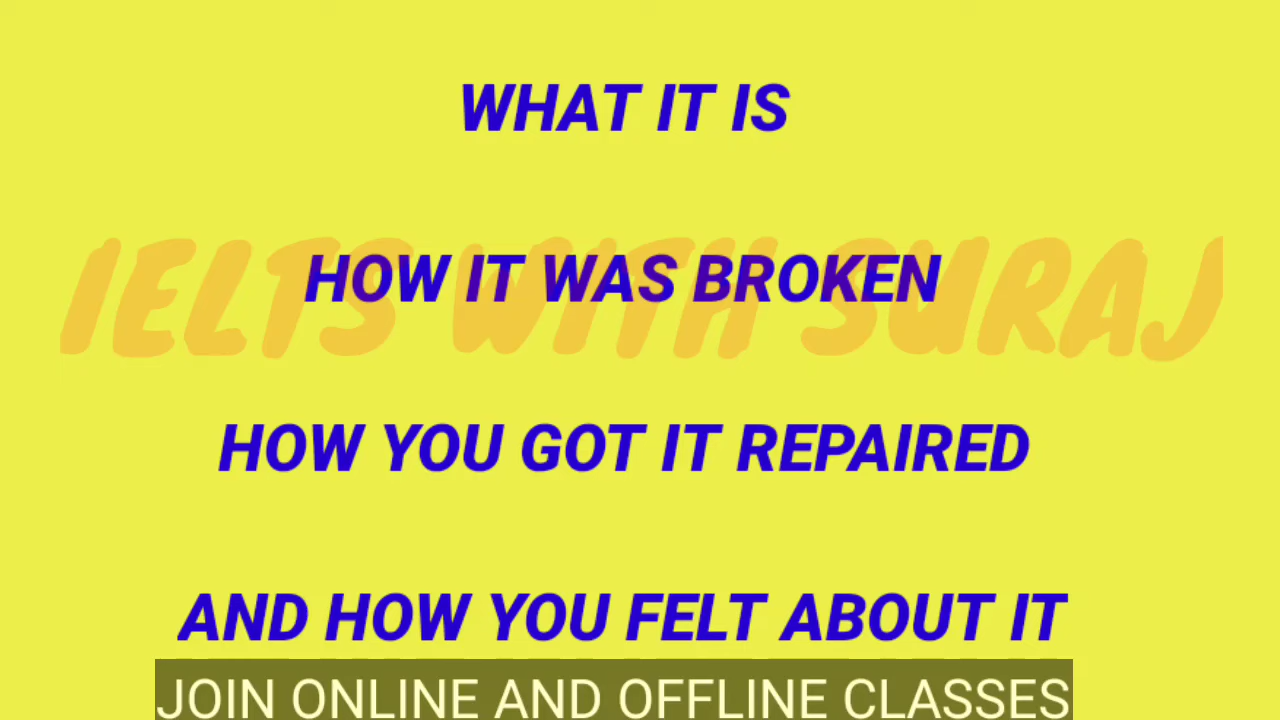 WHAT IT IS
IELTS WITH SURAJ
HOW IT WAS BROKEN
HOW YOU GOT IT REPAIRED
AND HOW YOU FELT ABOUT IT
JOIN ONLINE AND OFFLINE CLASSES